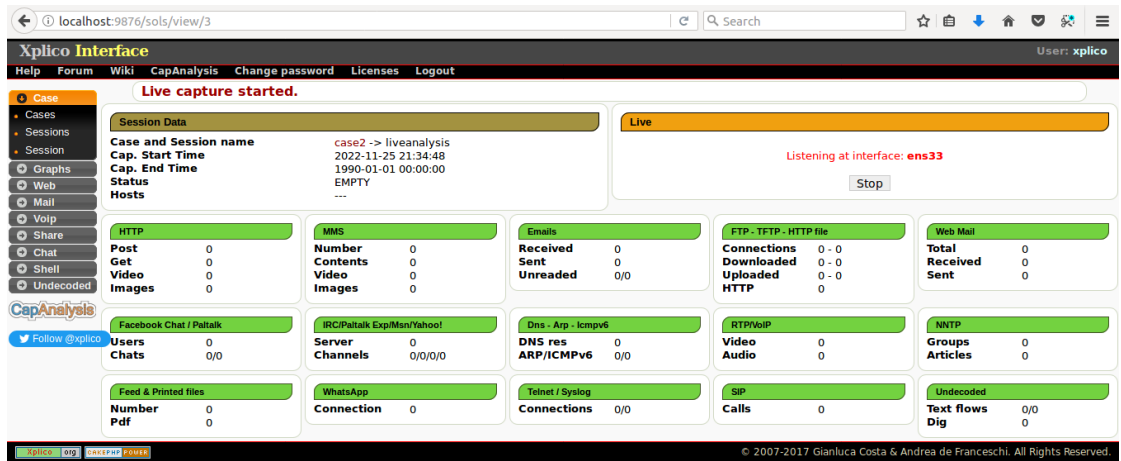 localhost:9876/sols/view/3
Search
Xplico Interface
User: xplico
Help Forum Wiki CapAnalysis Change password Licenses Logout
Case
Cases
Sessions
Session
Graphs
Web
Mail
Voip
Share
Chat
Shell
Undecoded
CapAnalysis
Follow @xplico
Live capture started.
Session Data
Case and Session name case2 -> liveanalysis
Cap. Start Time 2022-11-25 21:34:48
Cap. End Time 1990-01-01 00:00:00
Status EMPTY
Hosts ---
Live
Listening at interface: ens33
Stop
HTTP
Post 0
Get 0
Video 0
Images 0
MMS
Number 0
Contents 0
Video 0
Images 0
Emails
Received 0
Sent 0
Unreaded 0/0
FTP - TFTP - HTTP file
Connections 0 - 0
Downloaded 0 - 0
Uploaded 0 - 0
HTTP 0
Web Mail
Total 0
Received 0
Sent 0
Facebook Chat / Paltalk
Users 0
Chats 0/0
IRC/Paltalk Exp/Msn/Yahoo!
Server 0
Channels 0/0/0/0
Dns - Arp - Icmpv6
DNS res 0
ARP/ICMPv6 0/0
RTP/VoIP
Video 0
Audio 0
NNTP
Groups 0
Articles 0
Feed & Printed files
Number 0
Pdf 0
WhatsApp
Connection 0
Telnet / Syslog
Connections 0/0
SIP
Calls 0
Undecoded
Text flows 0/0
Dig 0
Xplico org CAKEPHP POWER
© 2007-2017 Gianluca Costa & Andrea de Franceschi. All Rights Reserved.